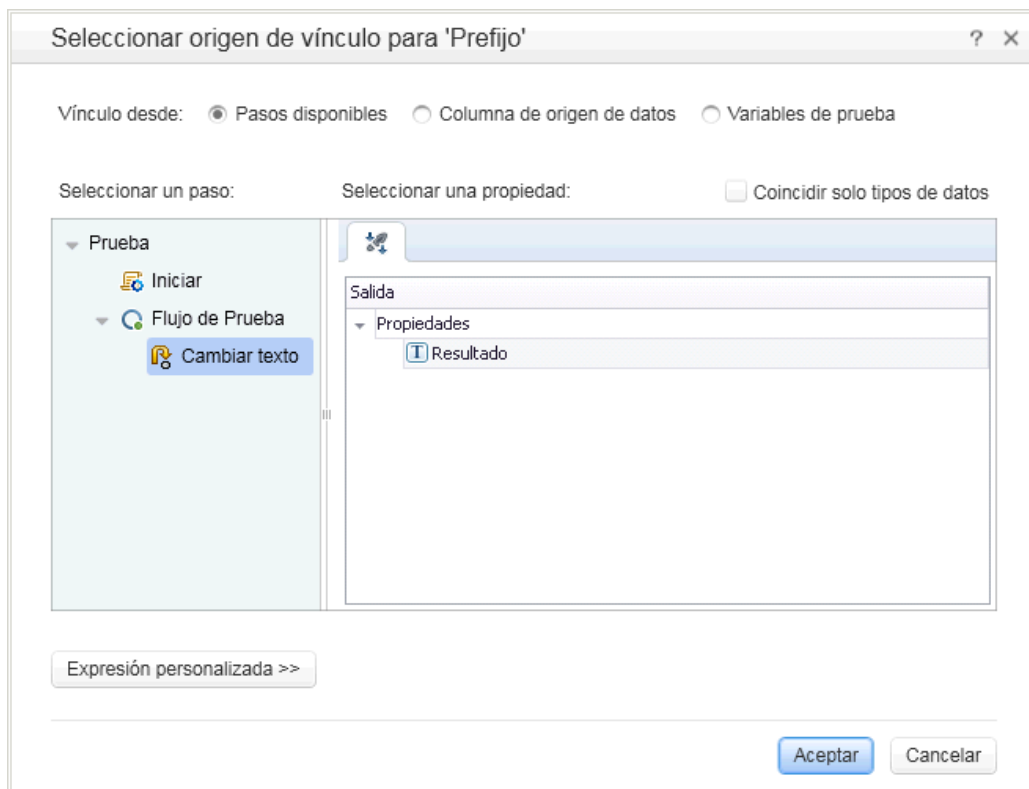 Seleccionar origen de vínculo para 'Prefijo' ?
Vínculo desde: Pasos disponibles Columna de origen de datos Variables de prueba
Seleccionar un paso: Seleccionar una propiedad: Coincidir solo tipos de datos
Prueba
Iniciar
Flujo de Prueba
Cambiar texto
Salida
Propiedades
T Resultado
Expresión personalizada >>
Aceptar Cancelar